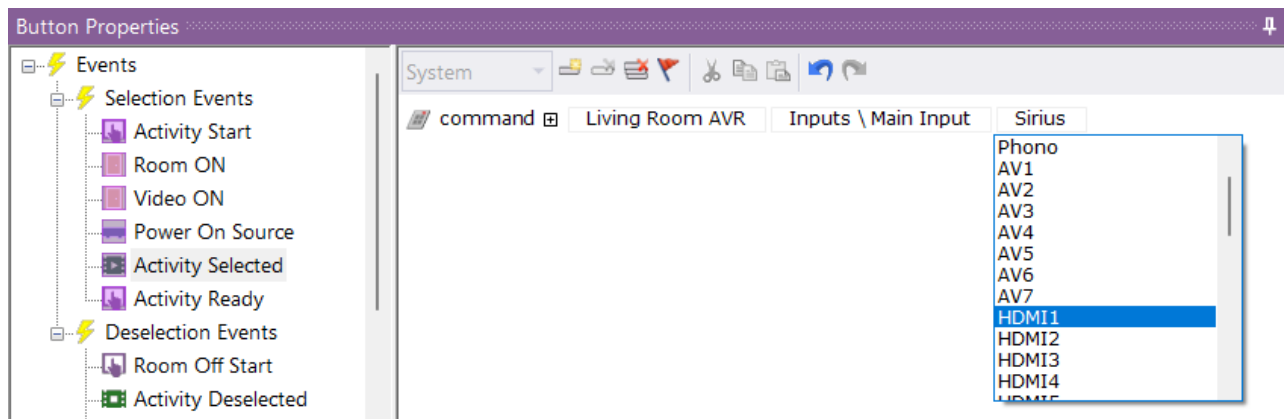 Button Properties
Events
Selection Events
Activity Start
Room ON
Video ON
Power On Source
Activity Selected
Activity Ready
Deselection Events
Room Off Start
Activity Deselected
System
command Living Room AVR Inputs \ Main Input Sirius
Phono
AV1
AV2
AV3
AV4
AV5
AV6
AV7
HDMI1
HDMI2
HDMI3
HDMI4